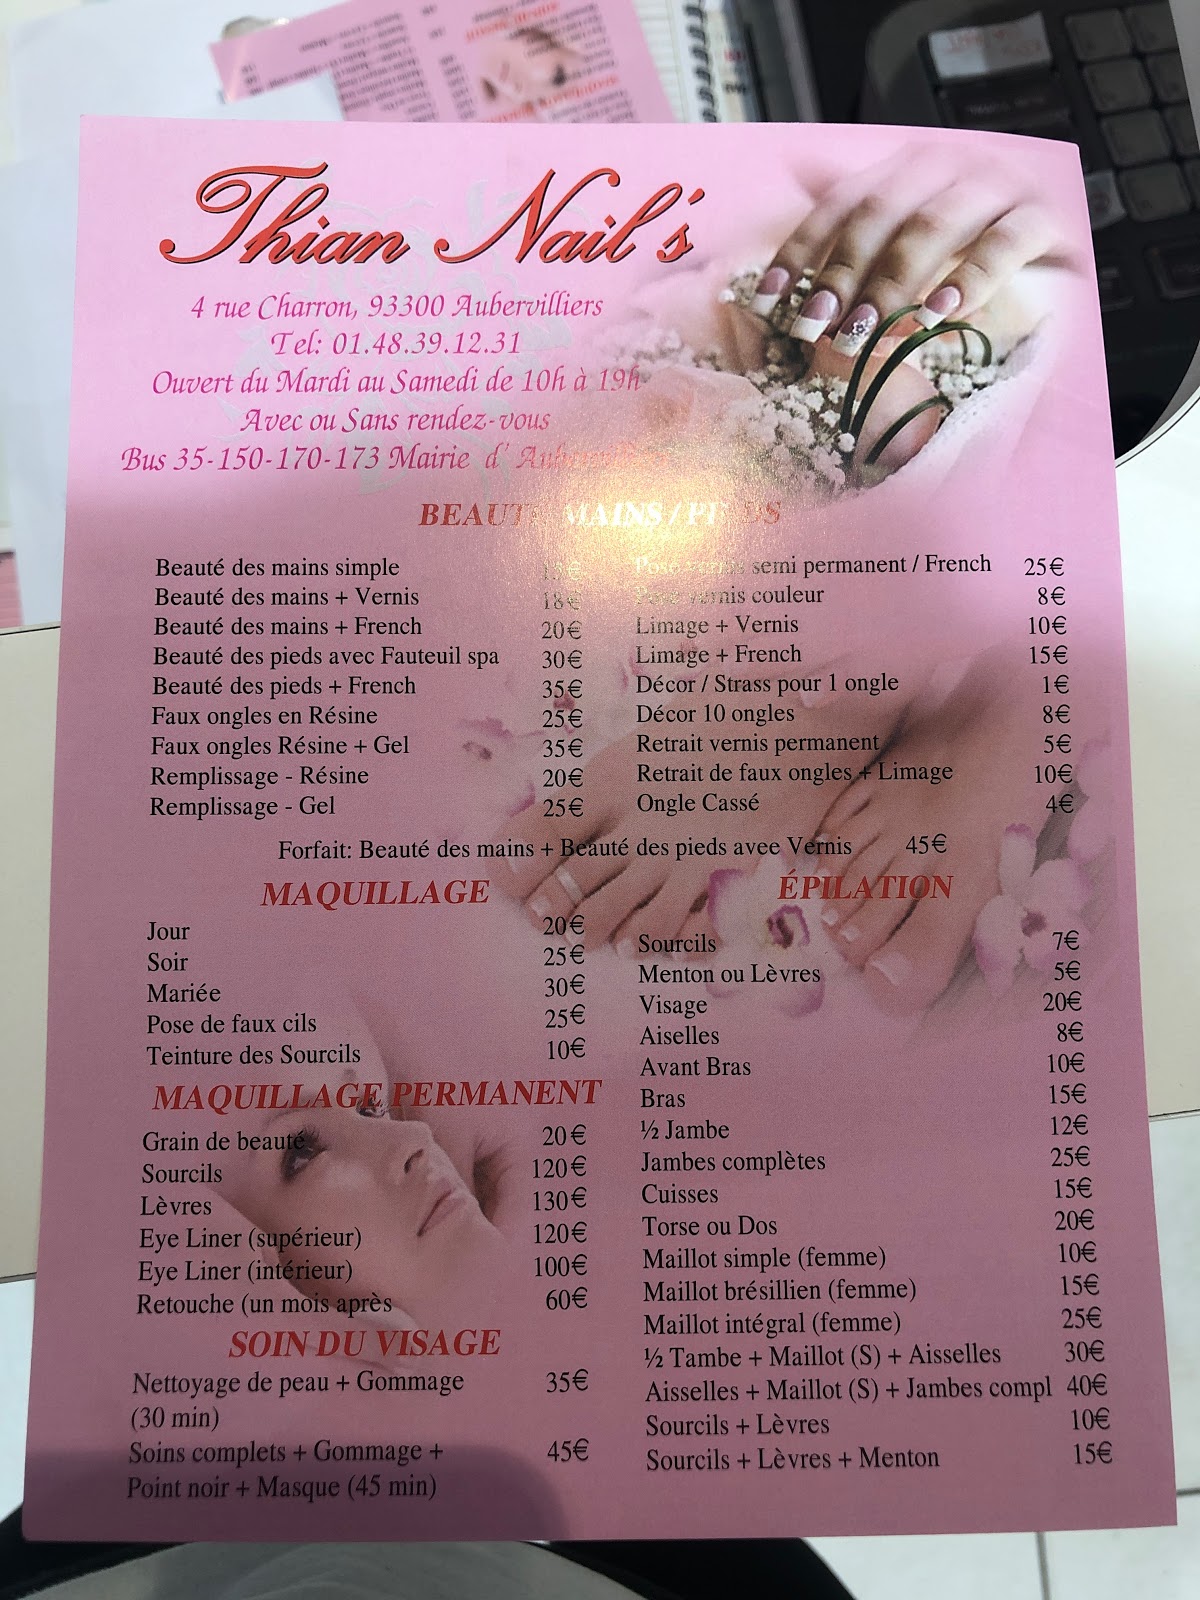 Thian Nail's
4 rue Charron, 93300 Aubervilliers
Tel: 01.48.39.12.31
Ouvert du Mardi au Samedi de 10h à 19h
Avec ou Sans rendez-vous
Bus 35-150-170-173 Mairie d'
BEAUTÉ MAINS / PIEDS
Beauté des mains simple
Beauté des mains + Vernis 18€
Beauté des mains + French 20€
Beauté des pieds avec Fauteuil spa 30€
Beauté des pieds + French 35€
Faux ongles en Résine 25€
Faux ongles Résine + Gel 35€
Remplissage - Résine 20€
Remplissage - Gel 25€
Pose vernis semi permanent / French 25€
vernis couleur 8€
Limage + Vernis 10€
Limage + French 15€
Décor / Strass pour 1 ongle 1€
Décor 10 ongles 8€
Retrait vernis permanent 5€
Retrait de faux ongles + Limage 10€
Ongle Cassé 4€
Forfait: Beauté des mains + Beauté des pieds avee Vernis 45€
MAQUILLAGE
Jour 20€
Soir 25€
Mariée 30€
Pose de faux cils 25€
Teinture des Sourcils 10€
MAQUILLAGE PERMANENT
Grain de beauté 20€
Sourcils 120€
Lèvres 130€
Eye Liner (supérieur) 120€
Eye Liner (intérieur) 100€
Retouche (un mois après 60€
SOIN DU VISAGE
Nettoyage de peau + Gommage 35€
(30 min)
Soins complets + Gommage + 45€
Point noir + Masque (45 min)
ÉPILATION
Sourcils 7€
Menton ou Lèvres 5€
Visage 20€
Aiselles 8€
Avant Bras 10€
Bras 15€
½ Jambe 12€
Jambes complètes 25€
Cuisses 15€
Torse ou Dos 20€
Maillot simple (femme) 10€
Maillot brésillien (femme) 15€
Maillot intégral (femme) 25€
½ Tambe + Maillot (S) + Aisselles 30€
Aisselles + Maillot (S) + Jambes compl 40€
Sourcils + Lèvres 10€
Sourcils + Lèvres + Menton 15€